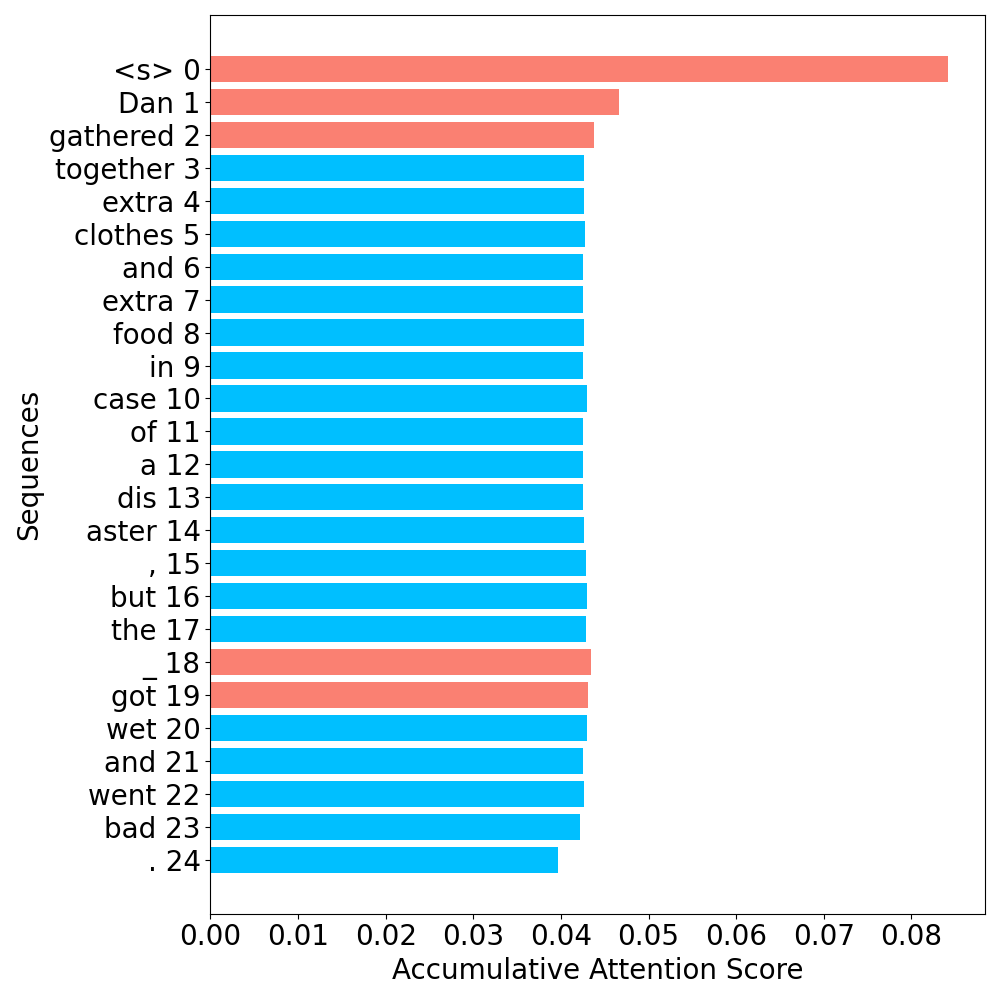 <s> 0
Dan 1
gathered 2
together 3
extra 4
clothes 5
and 6
extra 7
food 8
in 9
case 10
of 11
a 12
dis 13
aster 14
, 15
but 16
the 17
_ 18
got 19
wet 20
and 21
went 22
bad 23
. 24
Sequences
0.00 0.01 0.02 0.03 0.04 0.05 0.06 0.07 0.08
Accumulative Attention Score